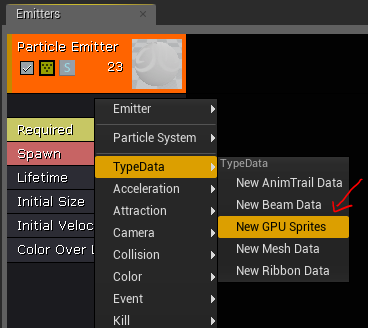 Emitters
Particle Emitter
S 23
Required
Spawn
Lifetime
Initial Size
Initial Veloc
Color Over L
Emitter
Particle System
TypeData
Acceleration
Attraction
Camera
Collision
Color
Event
Kill
TypeData
New AnimTrail Data
New Beam Data
New GPU Sprites
New Mesh Data
New Ribbon Data